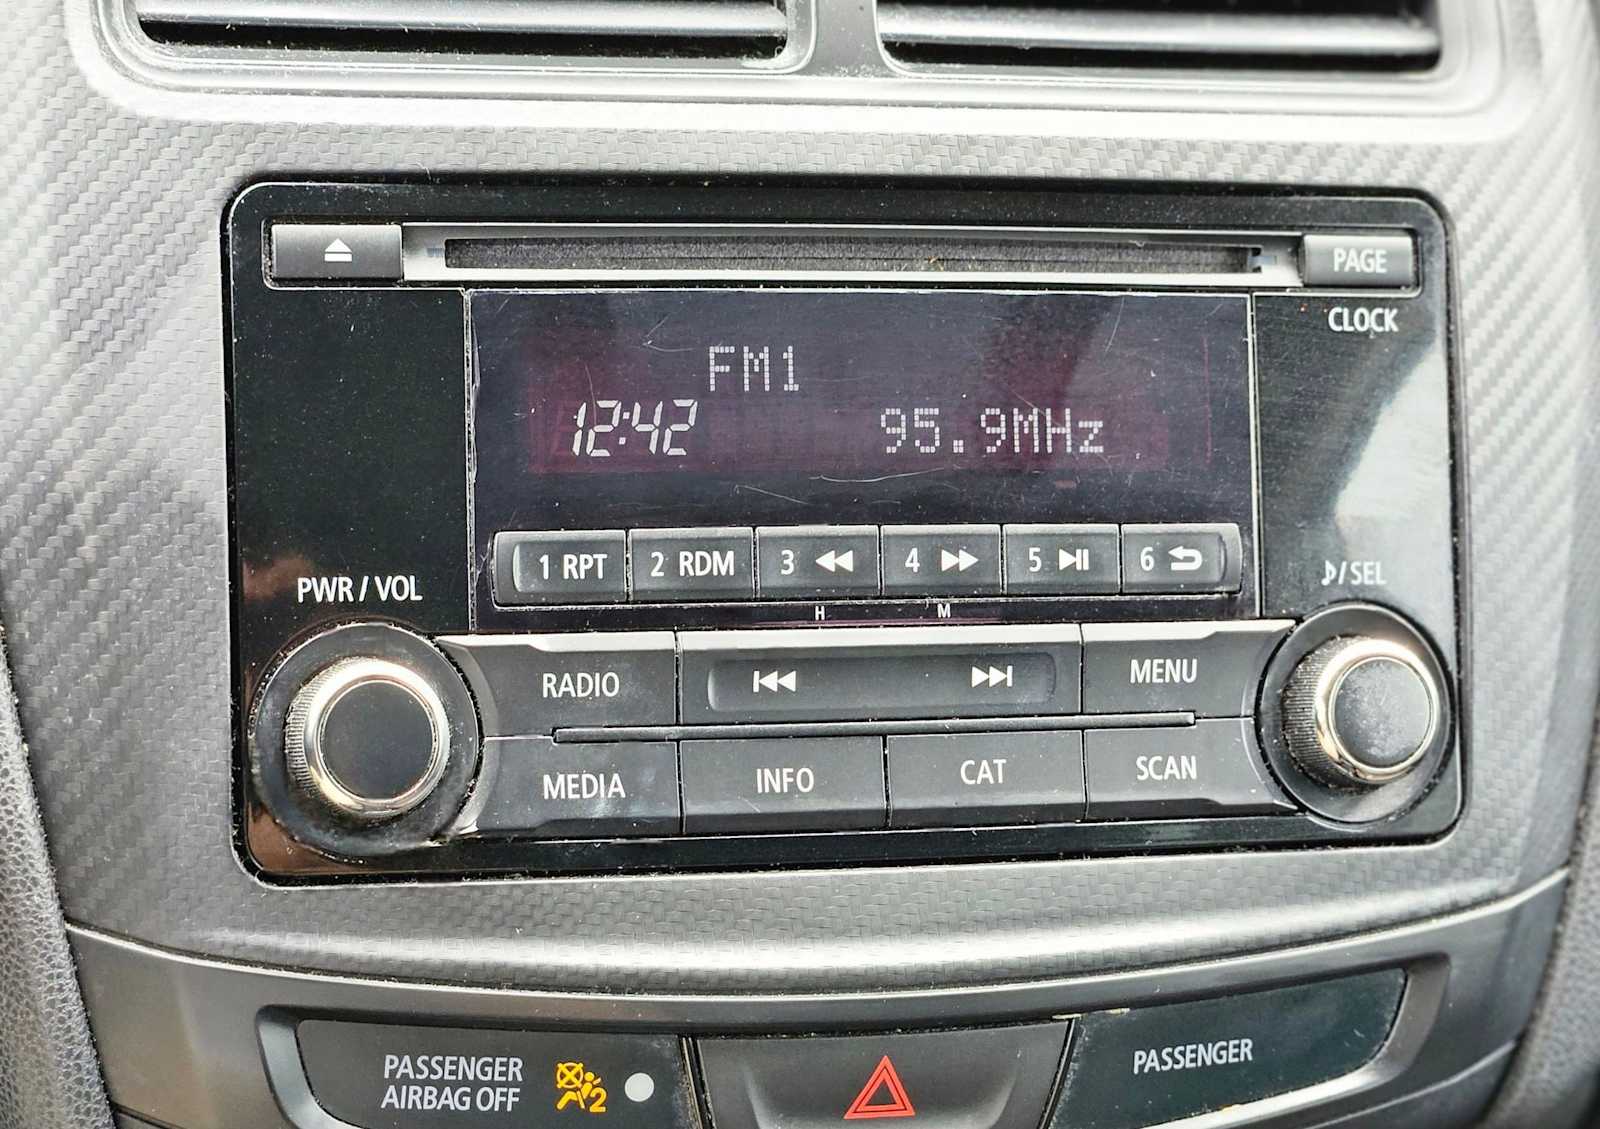 PAGE
CLOCK
FM1
12:42 95.9MHz
1 RPT 2 RDM 3 4 5 6
H M
PWR / VOL
/ SEL
RADIO MENU
MEDIA INFO CAT SCAN
PASSENGER
AIRBAG OFF
2
PASSENGER